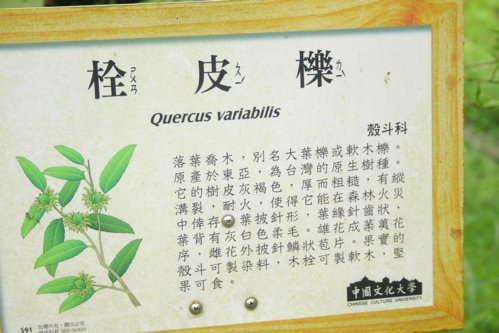 栓皮櫟
ㄕㄨㄢ ㄆㄧˊ ㄌㄧˋ
Quercus variabilis
殼斗科
落葉喬木，別名大葉櫟或軟木櫟。
原產於東亞，為台灣的原生樹種。
它的樹皮灰褐色，厚而粗糙，有縱
溝裂，耐火，使得它能在森林火災
中倖存。葉披針形，葉緣針齒狀，
葉背有灰白色柔毛。雄花成柔荑花
序，雌花外披針鱗狀苞片。果實的
殼斗可製染料，木栓可製軟木，堅
果可食。
中國文化大學
CHINESE CULTURE UNIVERSITY
591